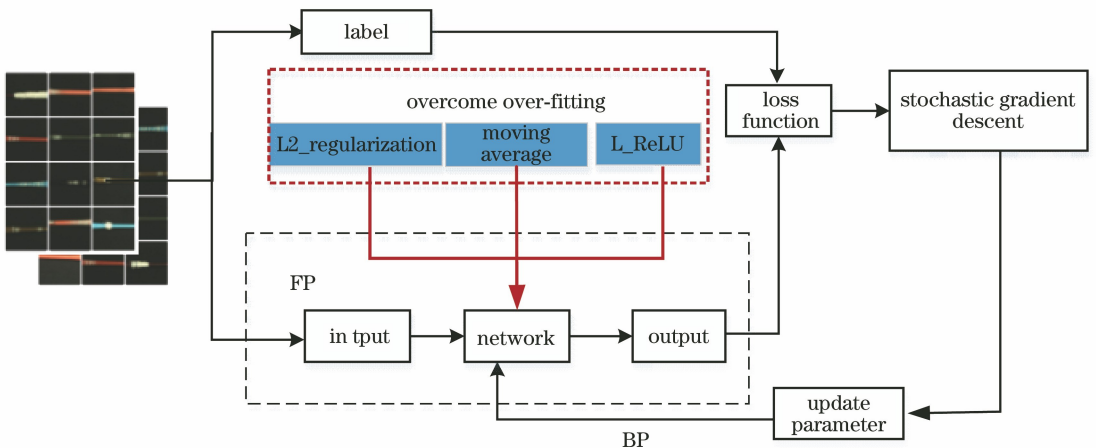 label
overcome over-fitting
L2_regularization
moving
average
L_ReLU
loss
function
stochastic gradient
descent
FP
in tput
network
output
update
parameter
BP